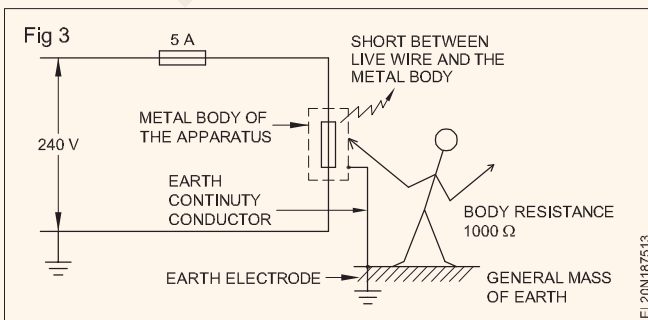 Fig 3
5 A
SHORT BETWEEN
LIVE WIRE AND THE
METAL BODY
METAL BODY OF
THE APPARATUS
240 V
EARTH
CONTINUTY
CONDUCTOR
BODY RESISTANCE
1000 Ω
EARTH ELECTRODE
GENERAL MASS
OF EARTH
EL20N187513